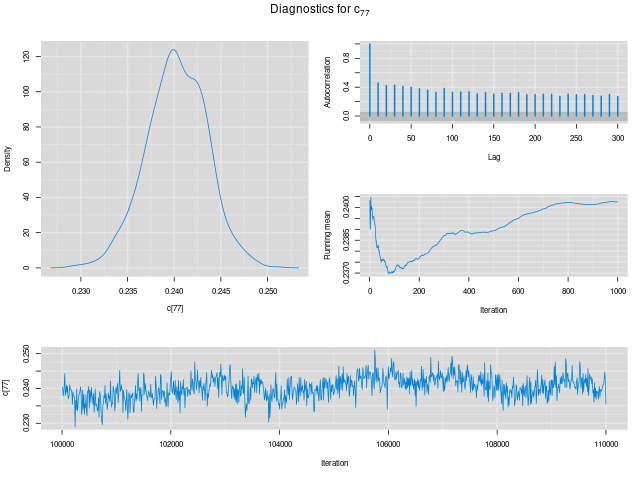 Diagnostics for c77
Density
0 20 40 60 80 100 120
0.230 0.235 0.240 0.245 0.250
c[77]
Autocorrelation
0.0 0.4 0.8
0 50 100 150 200 250 300
Lag
Running mean
0.2370 0.2385 0.2400
0 200 400 600 800 1000
Iteration
c[77]
0.230 0.240 0.250
100000 102000 104000 106000 108000 110000
Iteration